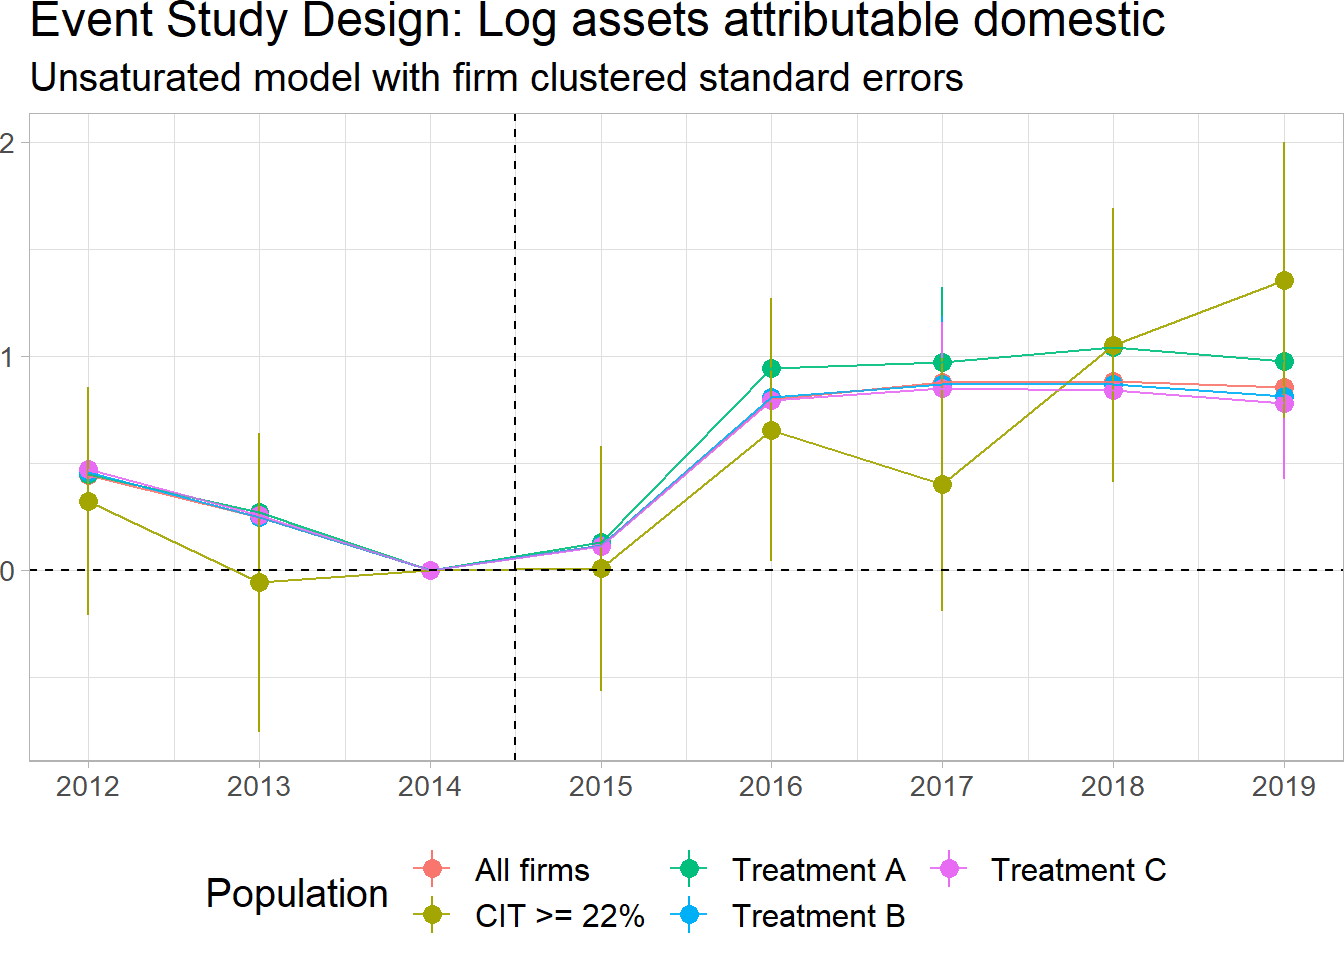 Event Study Design: Log assets attributable domestic
Unsaturated model with firm clustered standard errors
2
1
0
2012 2013 2014 2015 2016 2017 2018 2019
Population
All firms Treatment A Treatment C
CIT >= 22% Treatment B